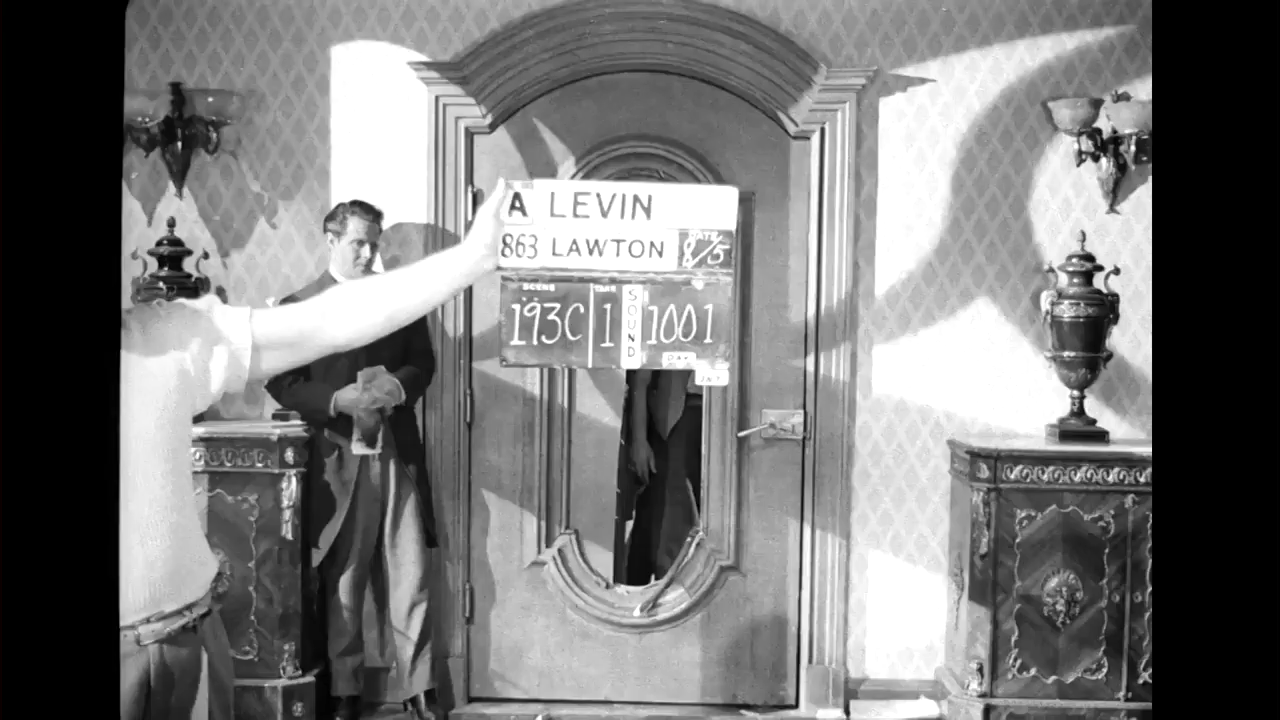 A LEVIN
863 LAWTON DATE 8/5
SCENE TAKE
193C 1 SOUND 1001
DAY
INT